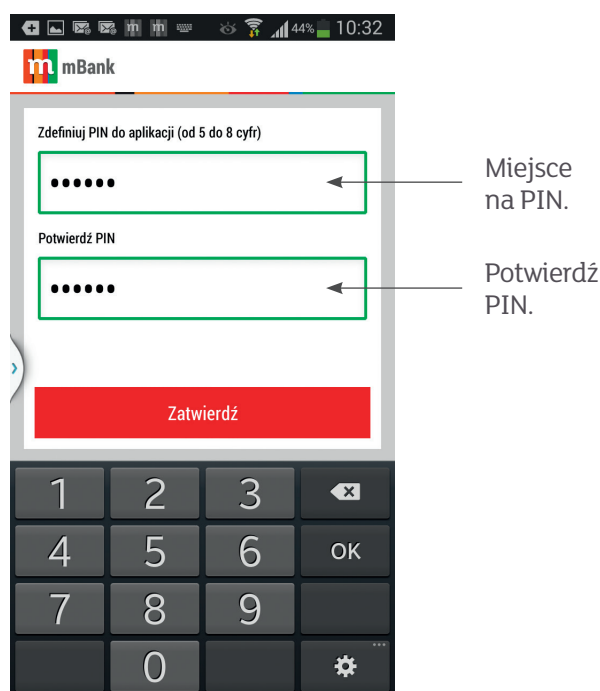 44% 10:32
m mBank
Zdefiniuj PIN do aplikacji (od 5 do 8 cyfr)
••••••
Miejsce
na PIN.
Potwierdź PIN
••••••
Potwierdź
PIN.
Zatwierdź
1 2 3
4 5 6 OK
7 8 9
0